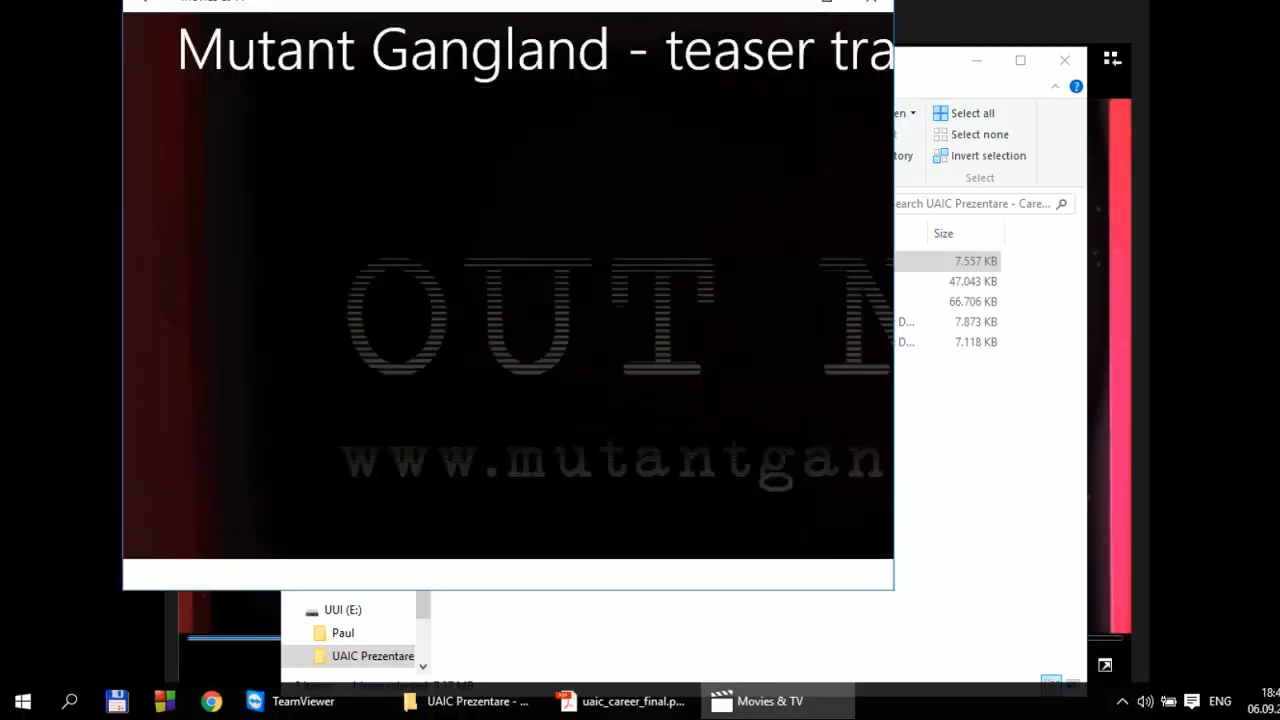 Mutant Gangland - teaser tra
OUT N
www.mutantgan
Select all
Select none
tory
Invert selection
Select
earch UAIC Prezentare - Care...
Size
7.557 KB
47.043 KB
66.706 KB
D... 7.873 KB
D... 7.118 KB
UUI (E:)
Paul
UAIC Prezentare
TeamViewer
UAIC Prezentare - ...
uaic_career_final.p...
Movies & TV
ENG
18:4
06.09.2